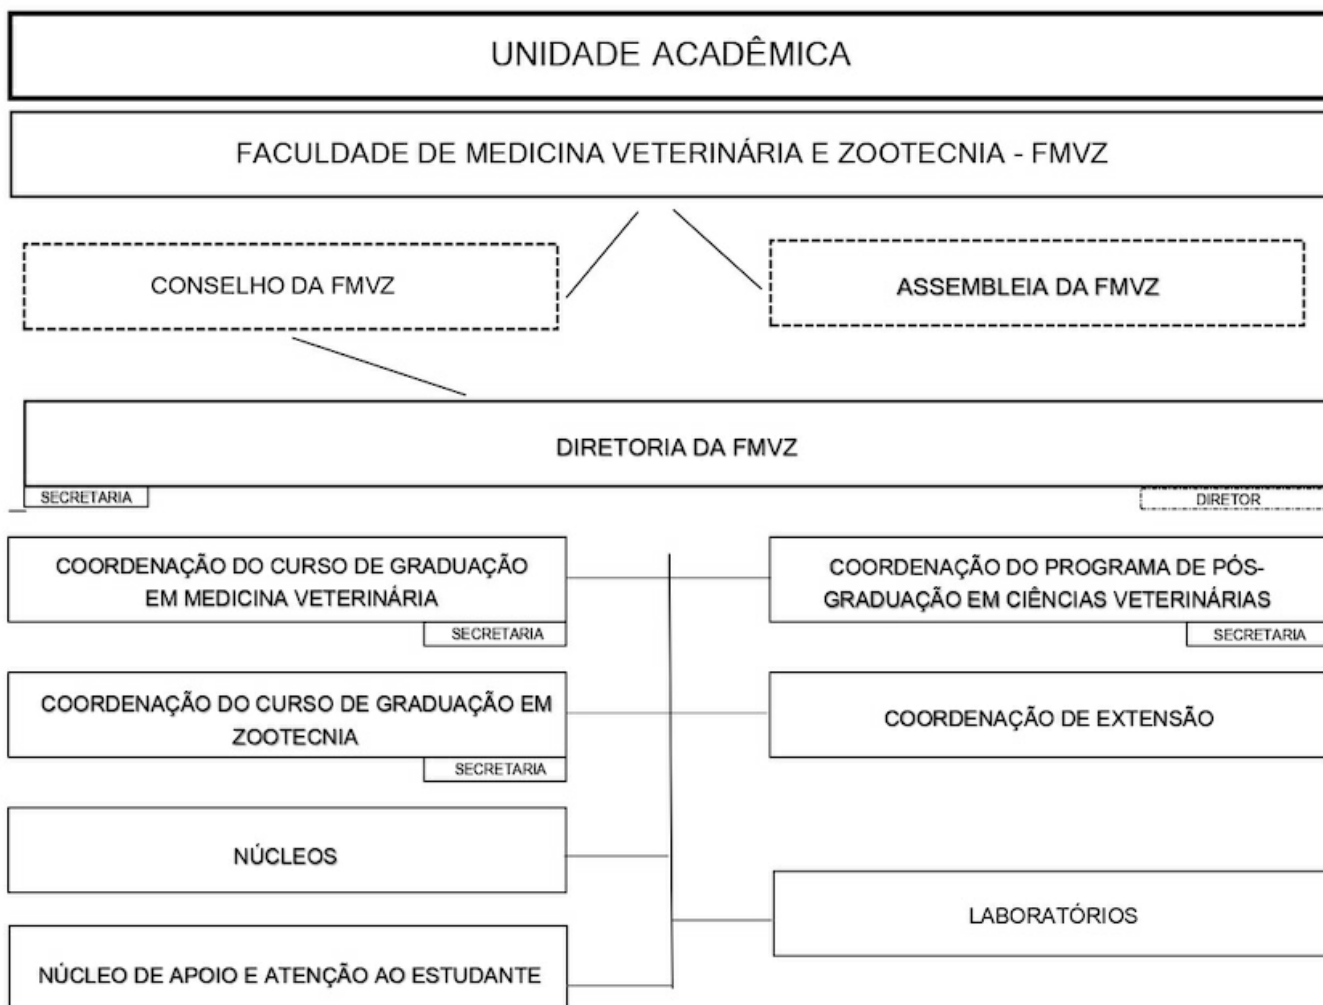 UNIDADE ACADÊMICA
FACULDADE DE MEDICINA VETERINÁRIA E ZOOTECNIA - FMVZ
CONSELHO DA FMVZ
ASSEMBLEIA DA FMVZ
DIRETORIA DA FMVZ
SECRETARIA
DIRETOR
COORDENAÇÃO DO CURSO DE GRADUAÇÃO
EM MEDICINA VETERINÁRIA
SECRETARIA
COORDENAÇÃO DO PROGRAMA DE PÓS-
GRADUAÇÃO EM CIÊNCIAS VETERINÁRIAS
SECRETARIA
COORDENAÇÃO DO CURSO DE GRADUAÇÃO EM
ZOOTECNIA
SECRETARIA
COORDENAÇÃO DE EXTENSÃO
NÚCLEOS
LABORATÓRIOS
NÚCLEO DE APOIO E ATENÇÃO AO ESTUDANTE